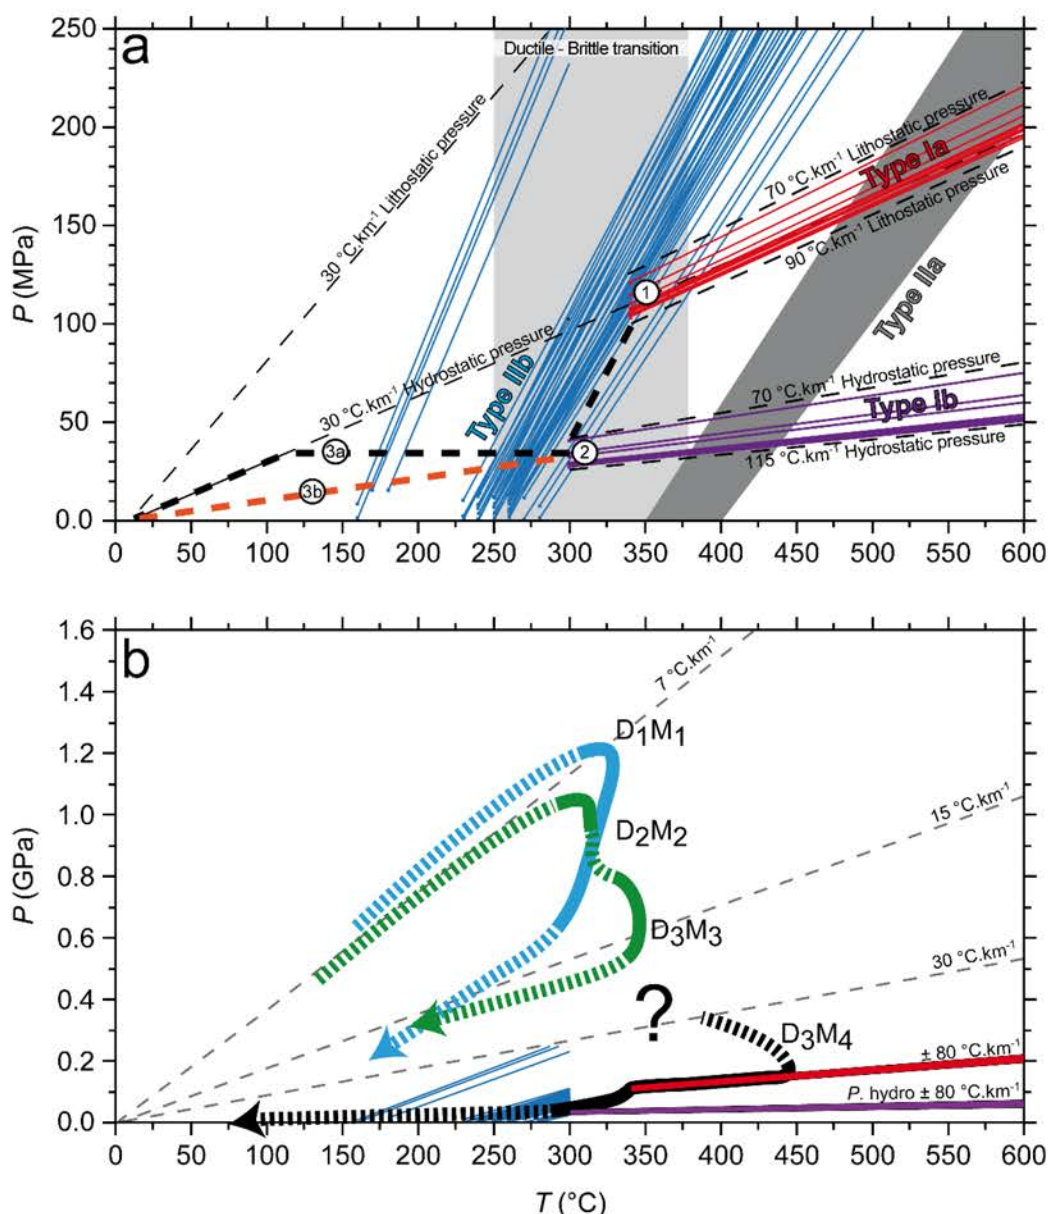 a
250
200
150
100
50
0.0
P (MPa)
0
50
100
150
200
250
300
350
400
450
500
550
600
Ductile - Brittle transition
30 °C.km-1 Lithostatic pressure
70 °C.km-1 Lithostatic pressure
Type Ia
90 °C.km-1 Lithostatic pressure
1
30 °C.km-1 Hydrostatic pressure
Type IIb
Type IIa
70 °C.km-1 Hydrostatic pressure
Type Ib
115 °C.km-1 Hydrostatic pressure
2
3a
3b
b
1.6
1.4
1.2
1.0
0.8
0.6
0.4
0.2
0.0
P (GPa)
7 °C.km-1
D1M1
D2M2
15 °C.km-1
D3M3
30 °C.km-1
?
D3M4
± 80 °C.km-1
P. hydro ± 80 °C.km-1
0
50
100
150
200
250
300
350
400
450
500
550
600
T (°C)